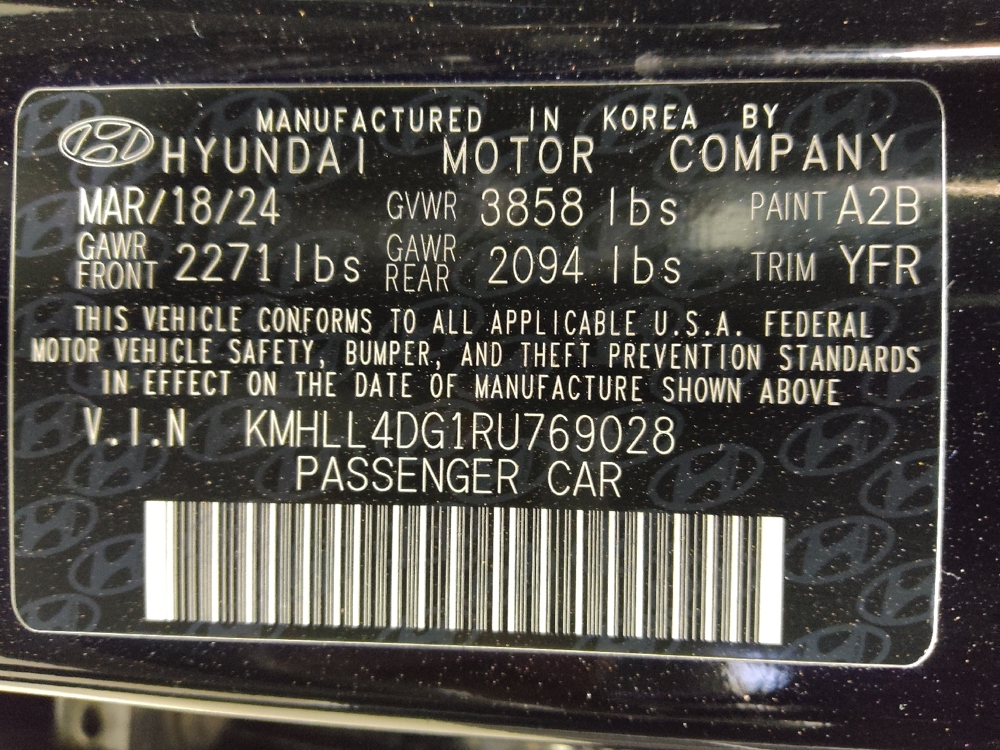 MANUFACTURED IN KOREA BY
HYUNDAI MOTOR COMPANY
MAR/18/24 GVWR 3858 lbs PAINT A2B
GAWR FRONT 2271 lbs GAWR REAR 2094 lbs TRIM YFR
THIS VEHICLE CONFORMS TO ALL APPLICABLE U.S.A. FEDERAL
MOTOR VEHICLE SAFETY, BUMPER, AND THEFT PREVENTION STANDARDS
IN EFFECT ON THE DATE OF MANUFACTURE SHOWN ABOVE
V.I.N KMHLL4DG1RU769028
PASSENGER CAR